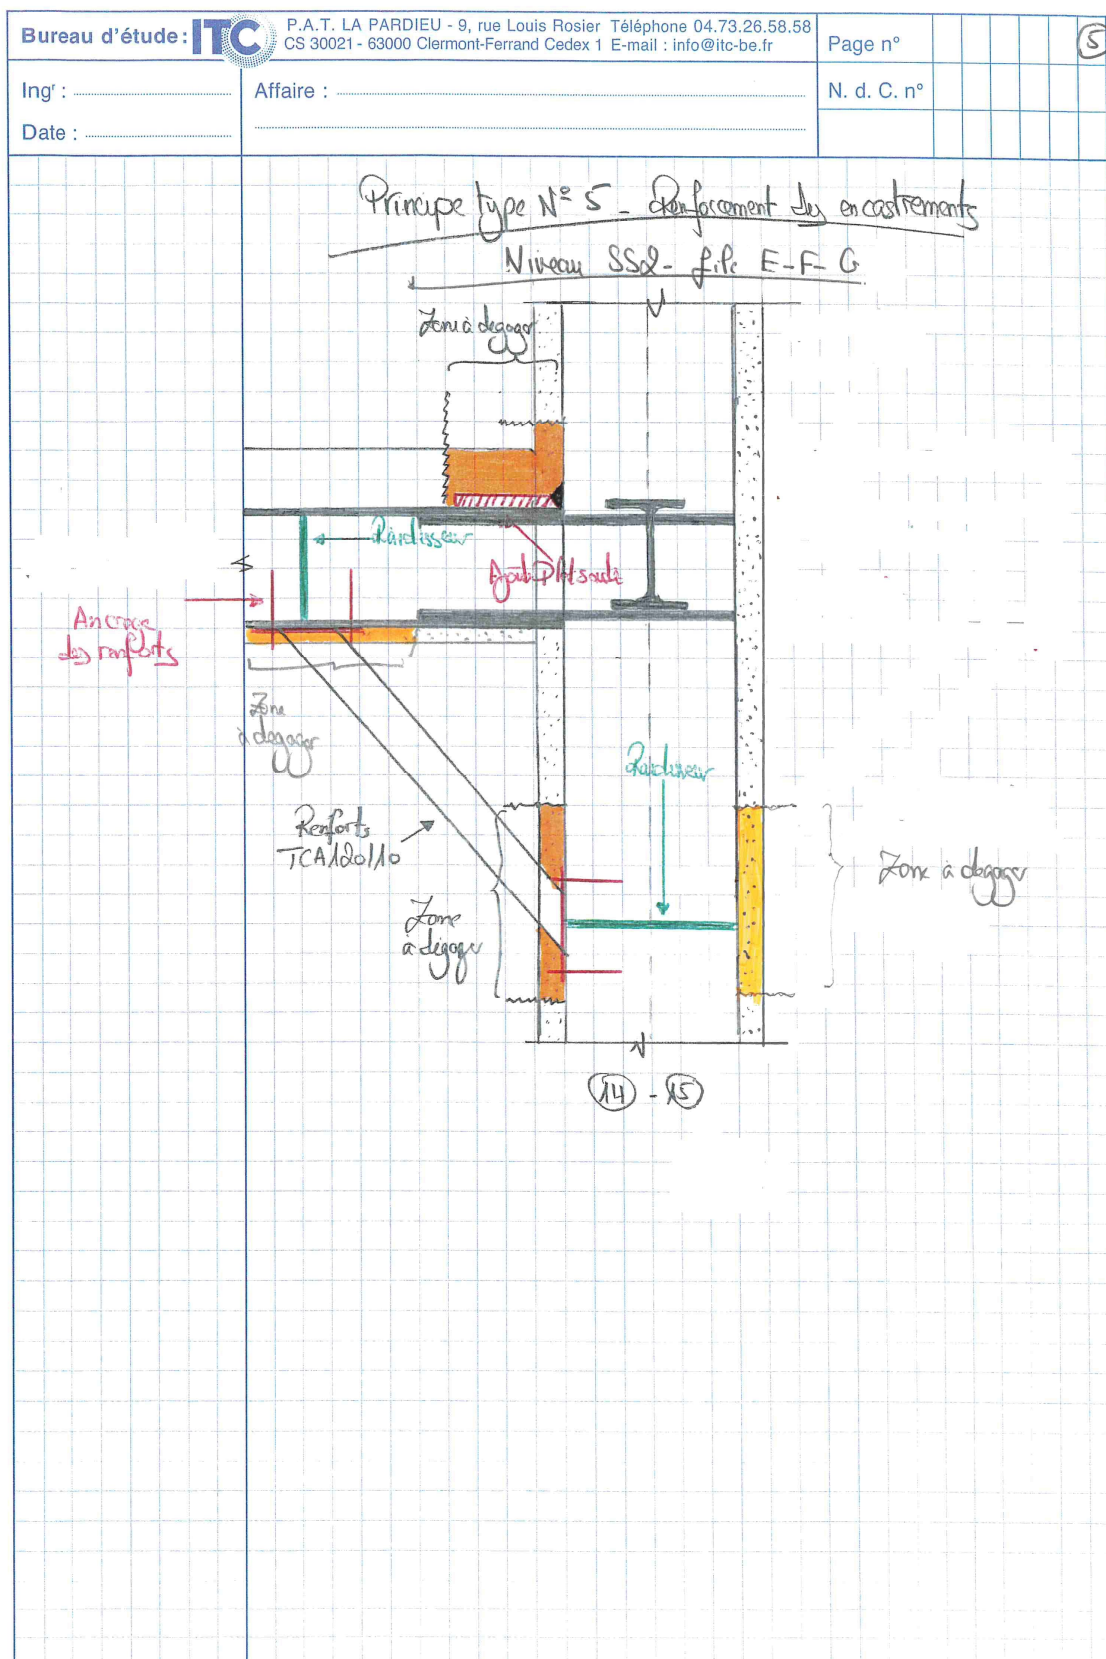 Bureau d'étude: ITC
P.A.T. LA PARDIEU - 9, rue Louis Rosier Téléphone 04.73.26.58.58
CS 30021 - 63000 Clermont-Ferrand Cedex 1 E-mail : info@itc-be.fr
Page n°
5
Ingʳ :
Affaire :
N. d. C. n°
Date :
Principe type N° 5 - Renforcement des encastrements
Niveau SS2 - file E-F-G
Zone à degager
Raidisseur
Ajout Plat soudé
Ancrage
des renforts
Zone
à degager
Raidisseur
Renforts
TCA120/10
Zone à degager
Zone
à dégager
14 - 15